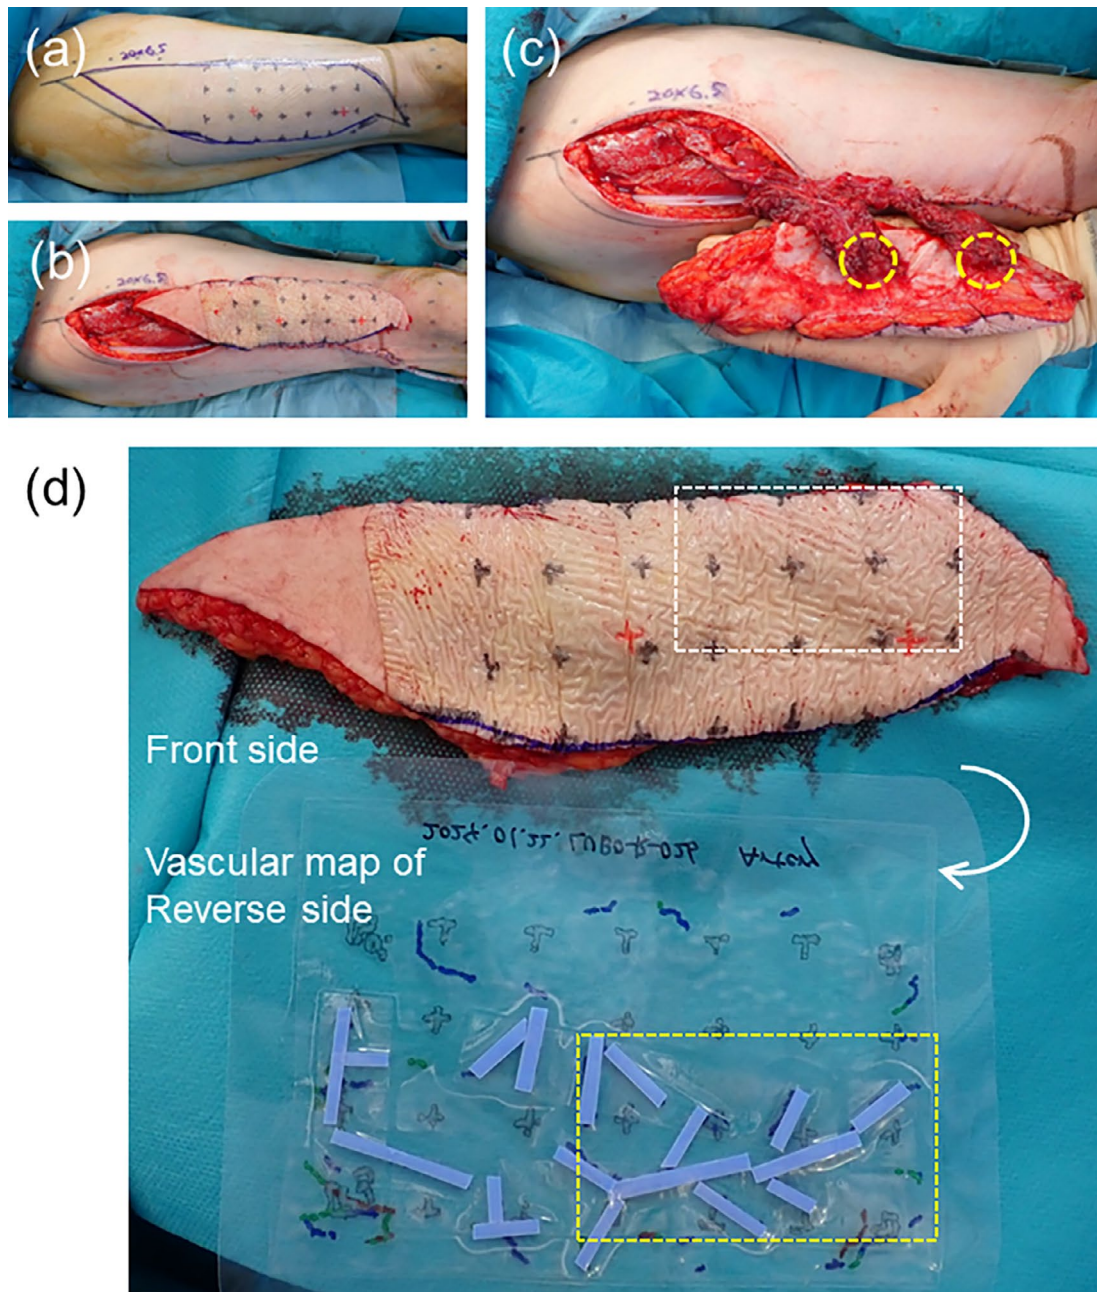 (a)
20x6.5
(b)
20x6.5
(c)
20x6.5
(d)
Front side
Vascular map of
Reverse side